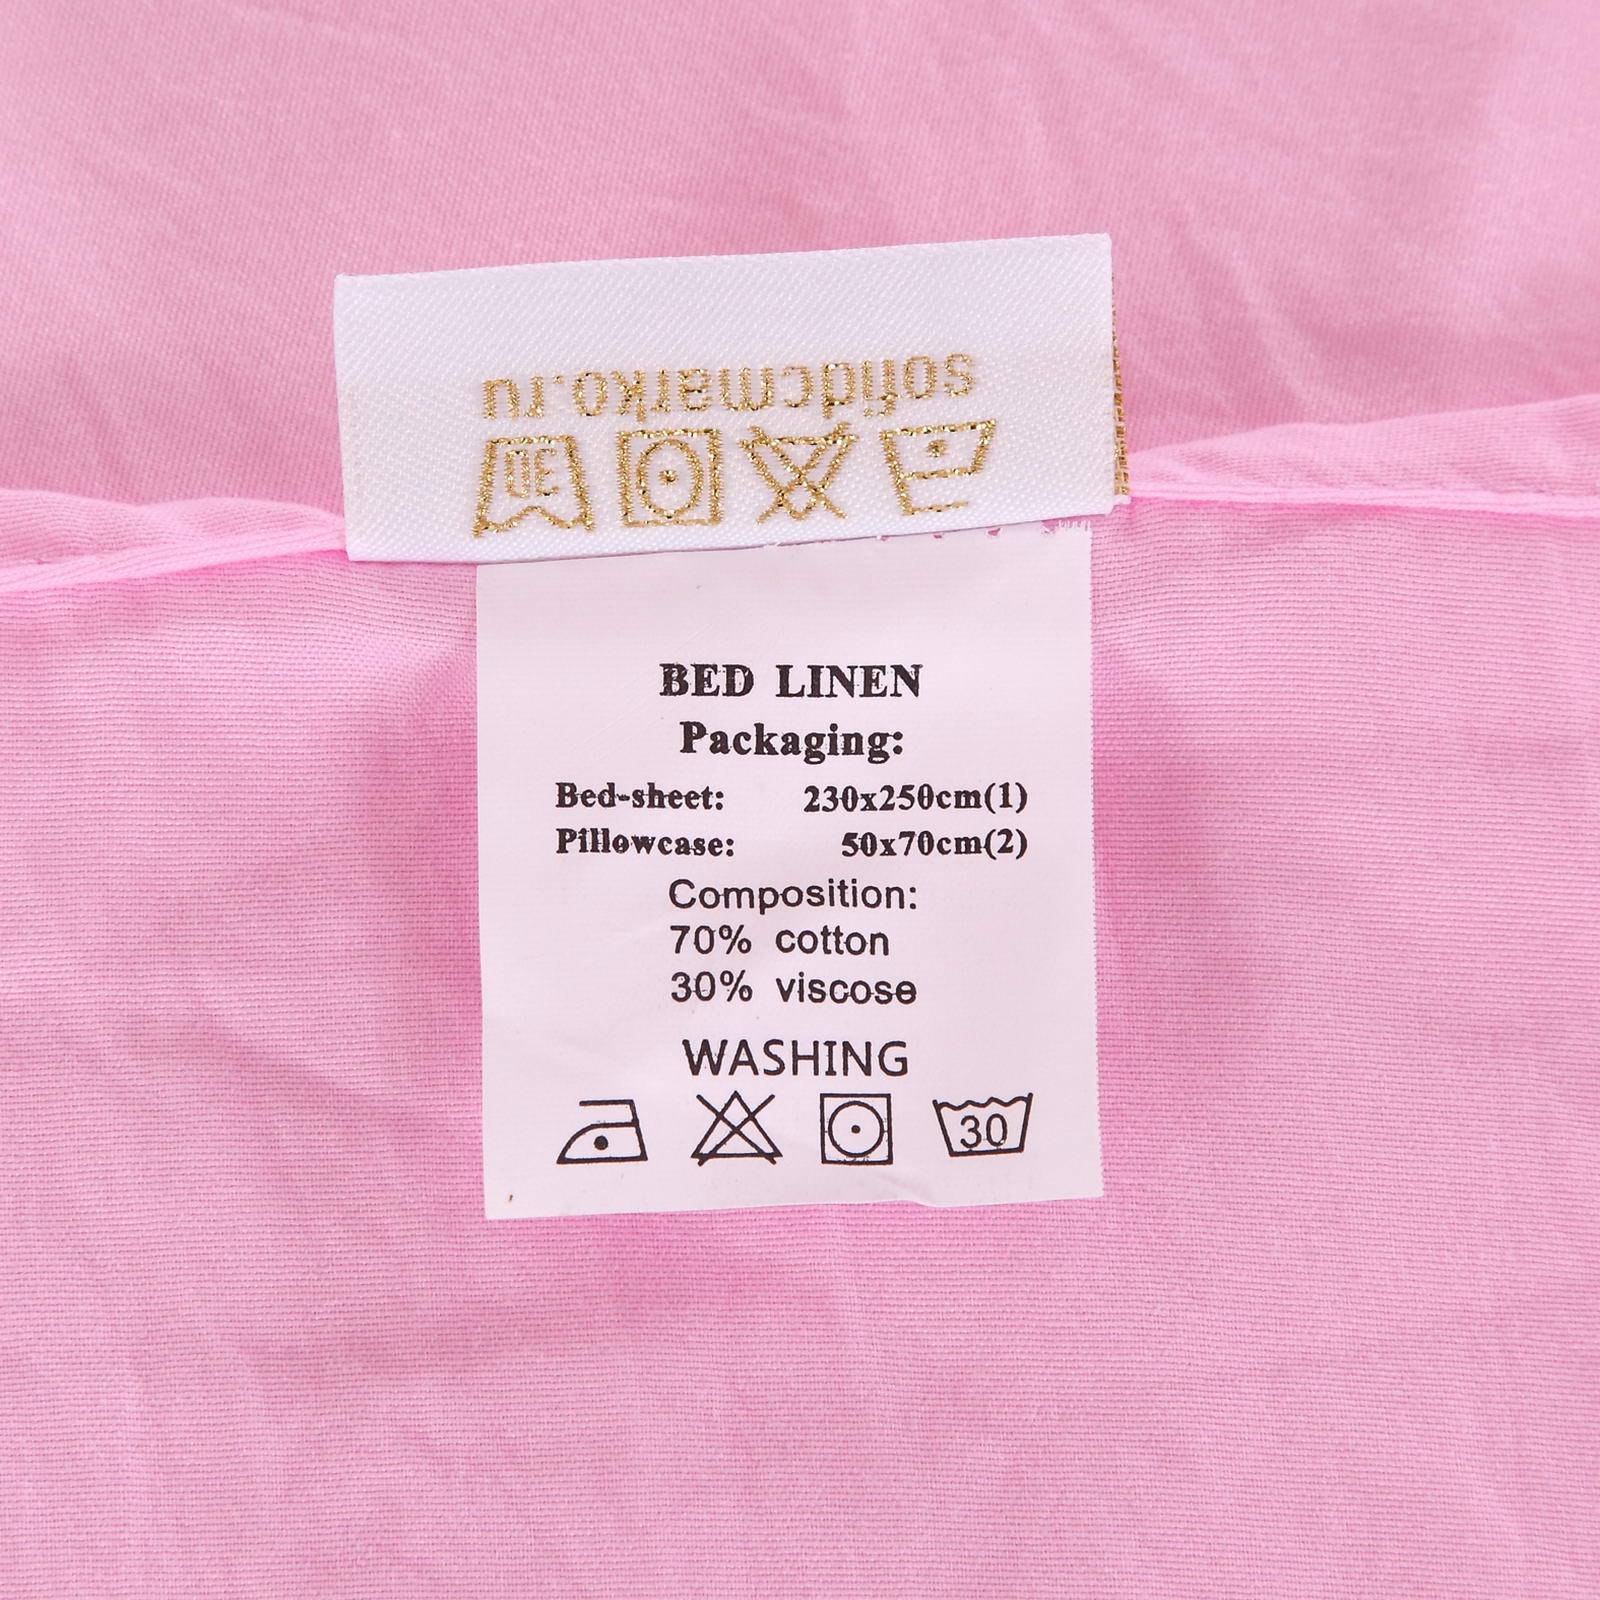 sofidemarko.ru
30
BED LINEN
Packaging:
Bed-sheet: 230x250cm(1)
Pillowcase: 50x70cm(2)
Composition:
70% cotton
30% viscose
WASHING
30